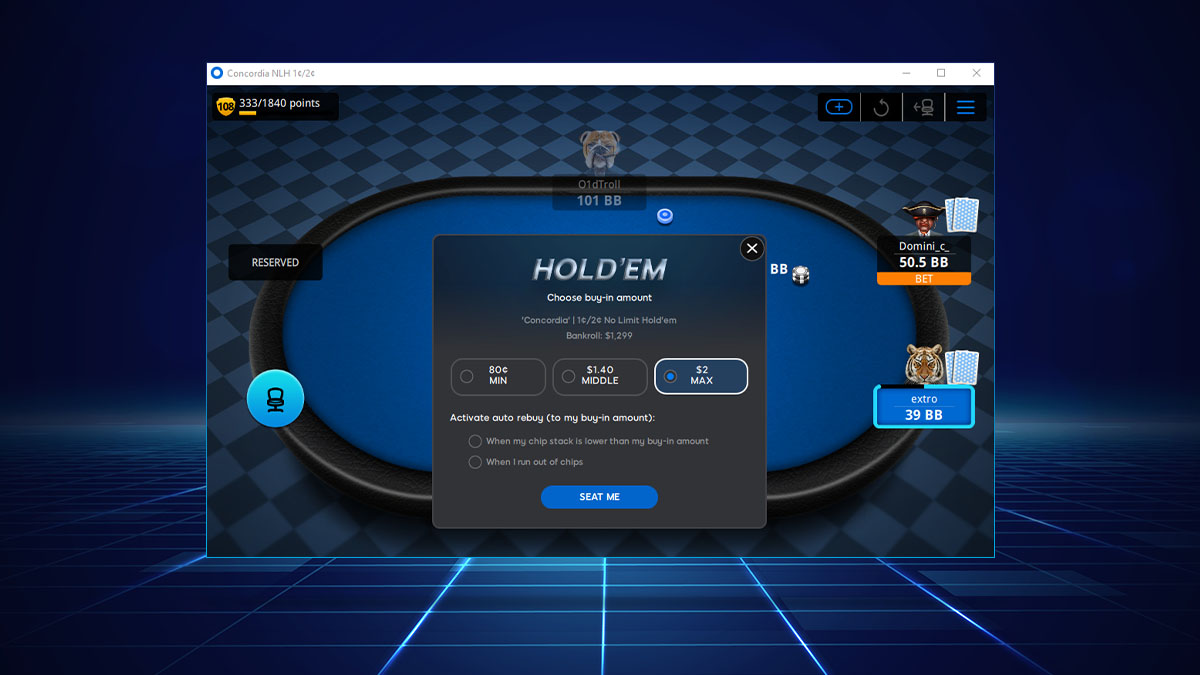 Concordia NLH 1¢/2¢
108
333/1840 points
O1dTroll
101 BB
RESERVED
BB
Domini_c_
50.5 BB
BET
extro
39 BB
HOLD'EM
Choose buy-in amount
'Concordia' | 1¢/2¢ No Limit Hold'em
Bankroll: $1,299
80¢
MIN
$1.40
MIDDLE
$2
MAX
Activate auto rebuy (to my buy-in amount):
When my chip stack is lower than my buy-in amount
When I run out of chips
SEAT ME